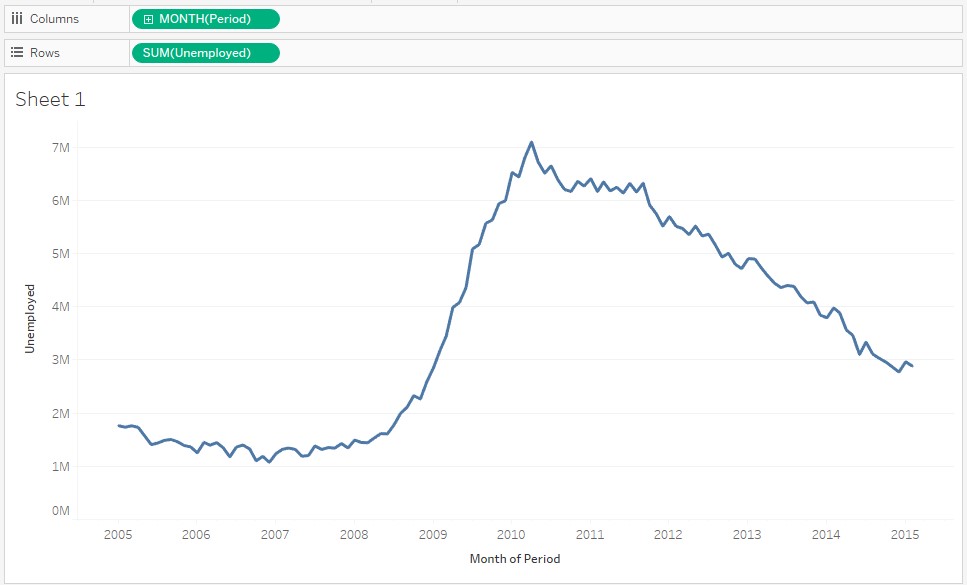 Columns
MONTH(Period)
Rows
SUM(Unemployed)
Sheet 1
7M
6M
5M
4M
3M
2M
1M
0M
Unemployed
2005 2006 2007 2008 2009 2010 2011 2012 2013 2014 2015
Month of Period